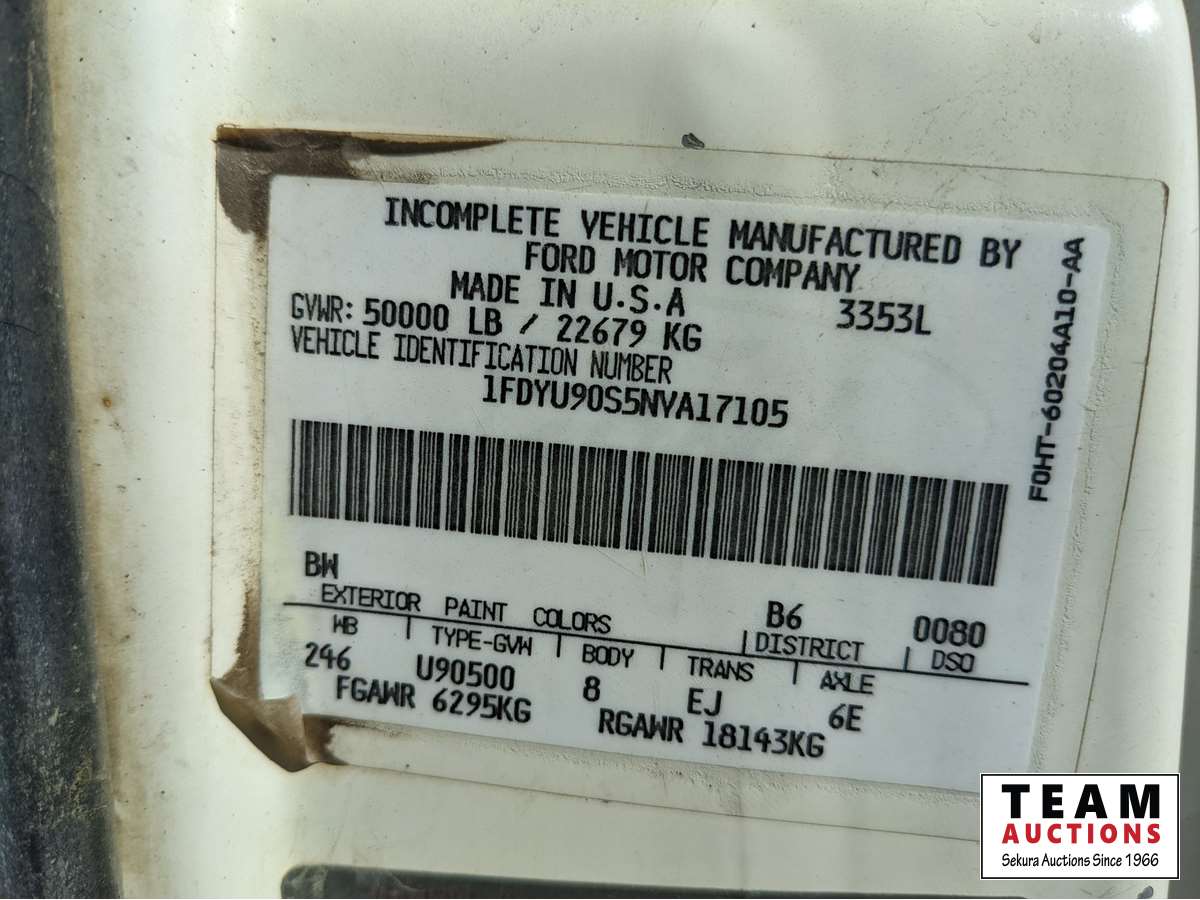 INCOMPLETE VEHICLE MANUFACTURED BY
FORD MOTOR COMPANY
MADE IN U.S.A
3353L
GVWR: 50000 LB / 22679 KG
VEHICLE IDENTIFICATION NUMBER
1FDYU90S5NVA17105
F0HT-60204A10-AA
BW B6 0080
EXTERIOR PAINT COLORS DISTRICT DSO
WB TYPE-GVW BODY TRANS AXLE
246 U90500 8 EJ 6E
FGAWR 6295KG RGAWR 18143KG
TEAM
AUCTIONS
Sekura Auctions Since 1966